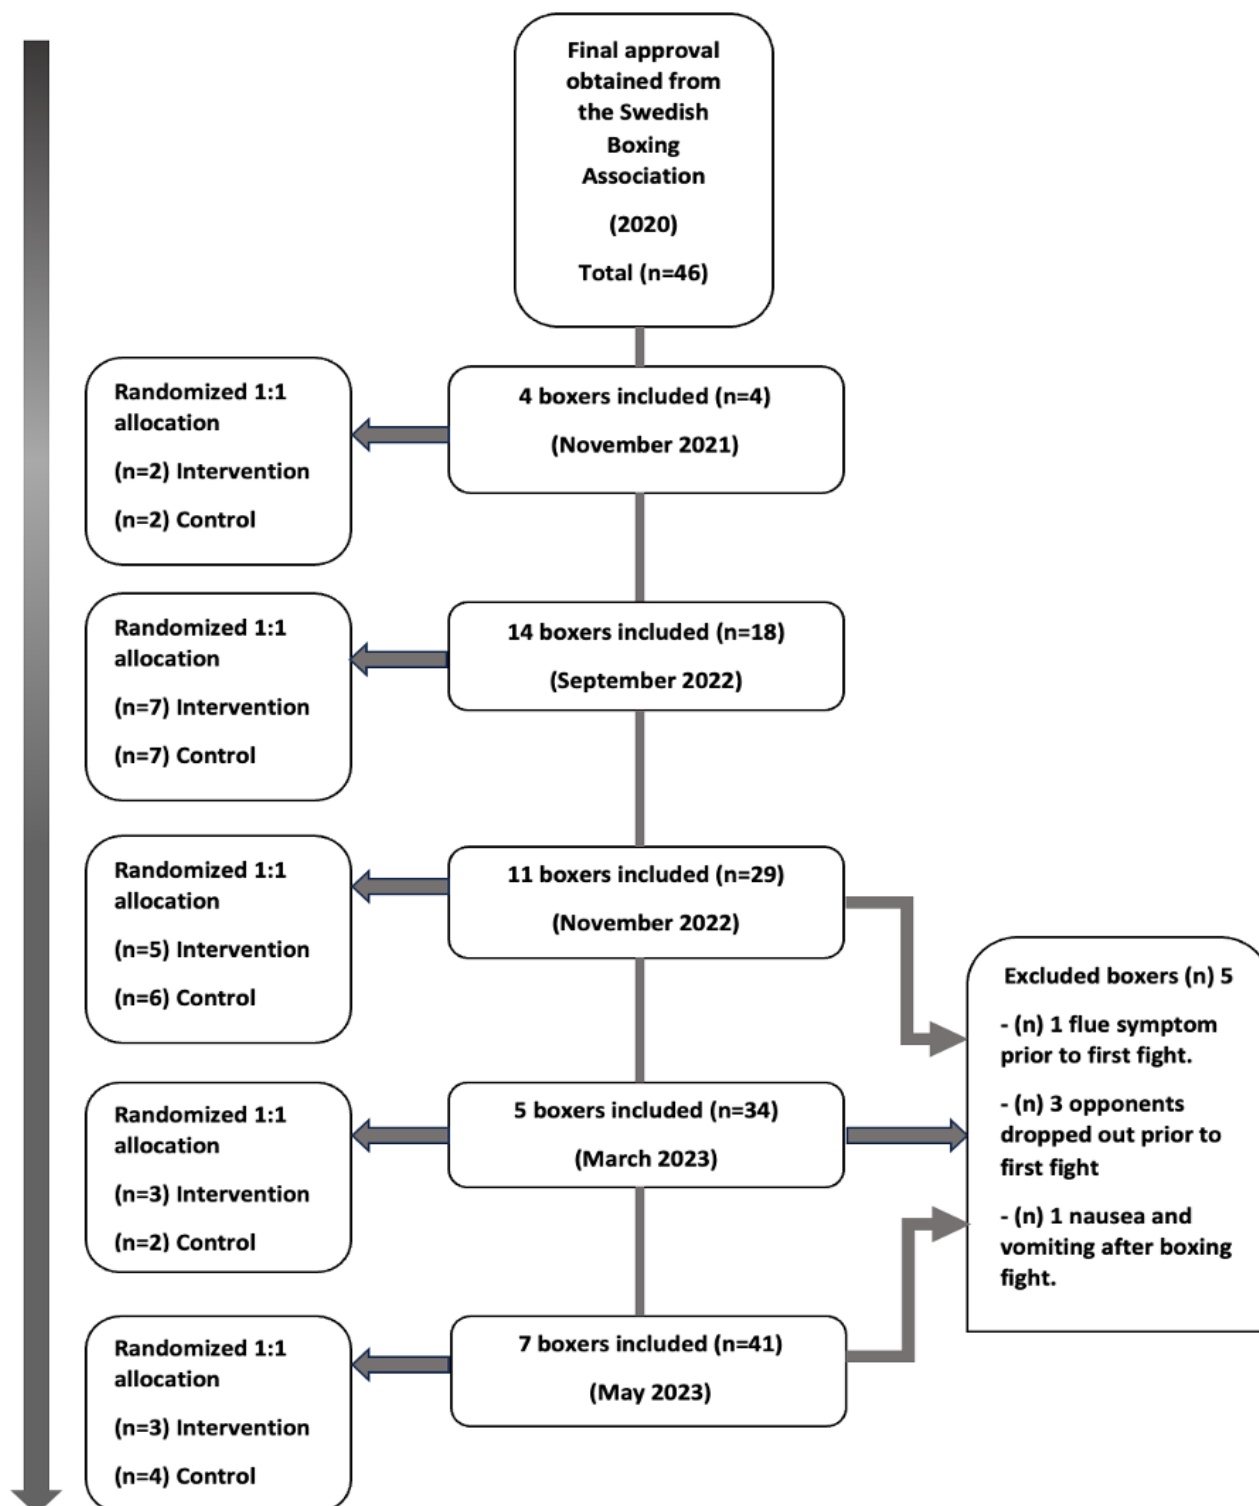 Final approval
obtained from
the Swedish
Boxing
Association
(2020)
Total (n=46)
Randomized 1:1
allocation
(n=2) Intervention
(n=2) Control
4 boxers included (n=4)
(November 2021)
Randomized 1:1
allocation
(n=7) Intervention
(n=7) Control
14 boxers included (n=18)
(September 2022)
Randomized 1:1
allocation
(n=5) Intervention
(n=6) Control
11 boxers included (n=29)
(November 2022)
Excluded boxers (n) 5
- (n) 1 flue symptom
prior to first fight.
- (n) 3 opponents
dropped out prior to
first fight
- (n) 1 nausea and
vomiting after boxing
fight.
Randomized 1:1
allocation
(n=3) Intervention
(n=2) Control
5 boxers included (n=34)
(March 2023)
Randomized 1:1
allocation
(n=3) Intervention
(n=4) Control
7 boxers included (n=41)
(May 2023)